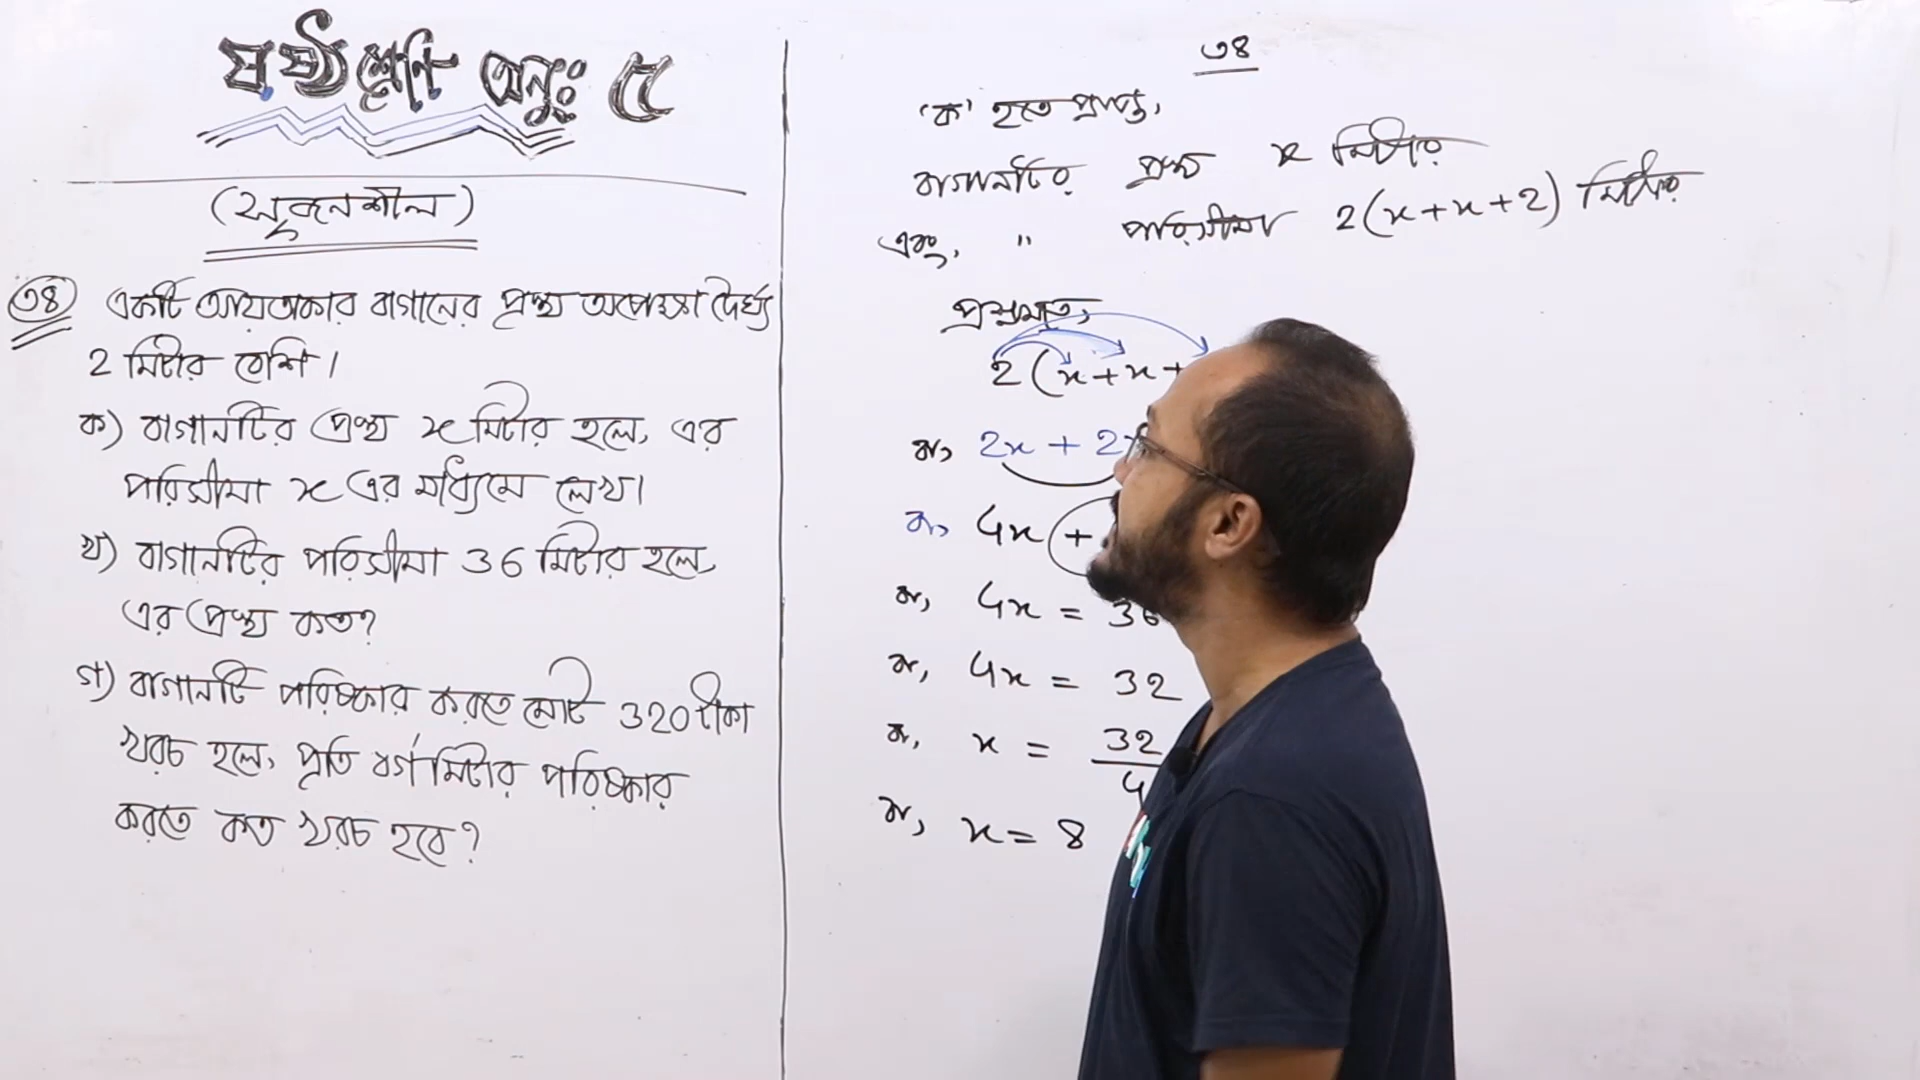 ষষ্ঠ শ্রেণি অনুঃ ৫
(সৃজনশীল)
৩৪ একটি আয়তাকার বাগানের প্রস্থ অপেক্ষা দৈর্ঘ্য
2 মিটার বেশি।
ক) বাগানটির প্রস্থ x মিটার হলে, এর
পরিসীমা x এর মাধ্যমে লেখ।
খ) বাগানটির পরিসীমা 36 মিটার হলে,
এর প্রস্থ কত?
গ) বাগানটি পরিষ্কার করতে মোট 320 টাকা
খরচ হলে, প্রতি বর্গমিটার পরিষ্কার
করতে কত খরচ হবে?
৩৪
'ক' হতে প্রাপ্ত,
বাগানটির প্রস্থ x মিটার
এবং, " পরিসীমা 2(x+x+2) মিটার
প্রশ্নমতে,
2(x+x+
বা, 2x + 2
বা, 4x +
বা, 4x = 36
বা, 4x = 32
বা, x = 32/4
বা, x = 8